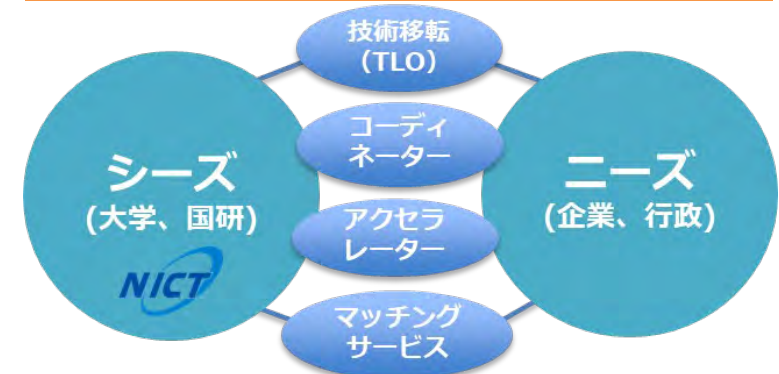 技術移転
(TLO)
コーディ
ネーター
シーズ
(大学、国研)
NICT
アクセラ
レーター
ニーズ
(企業、行政)
マッチング
サービス